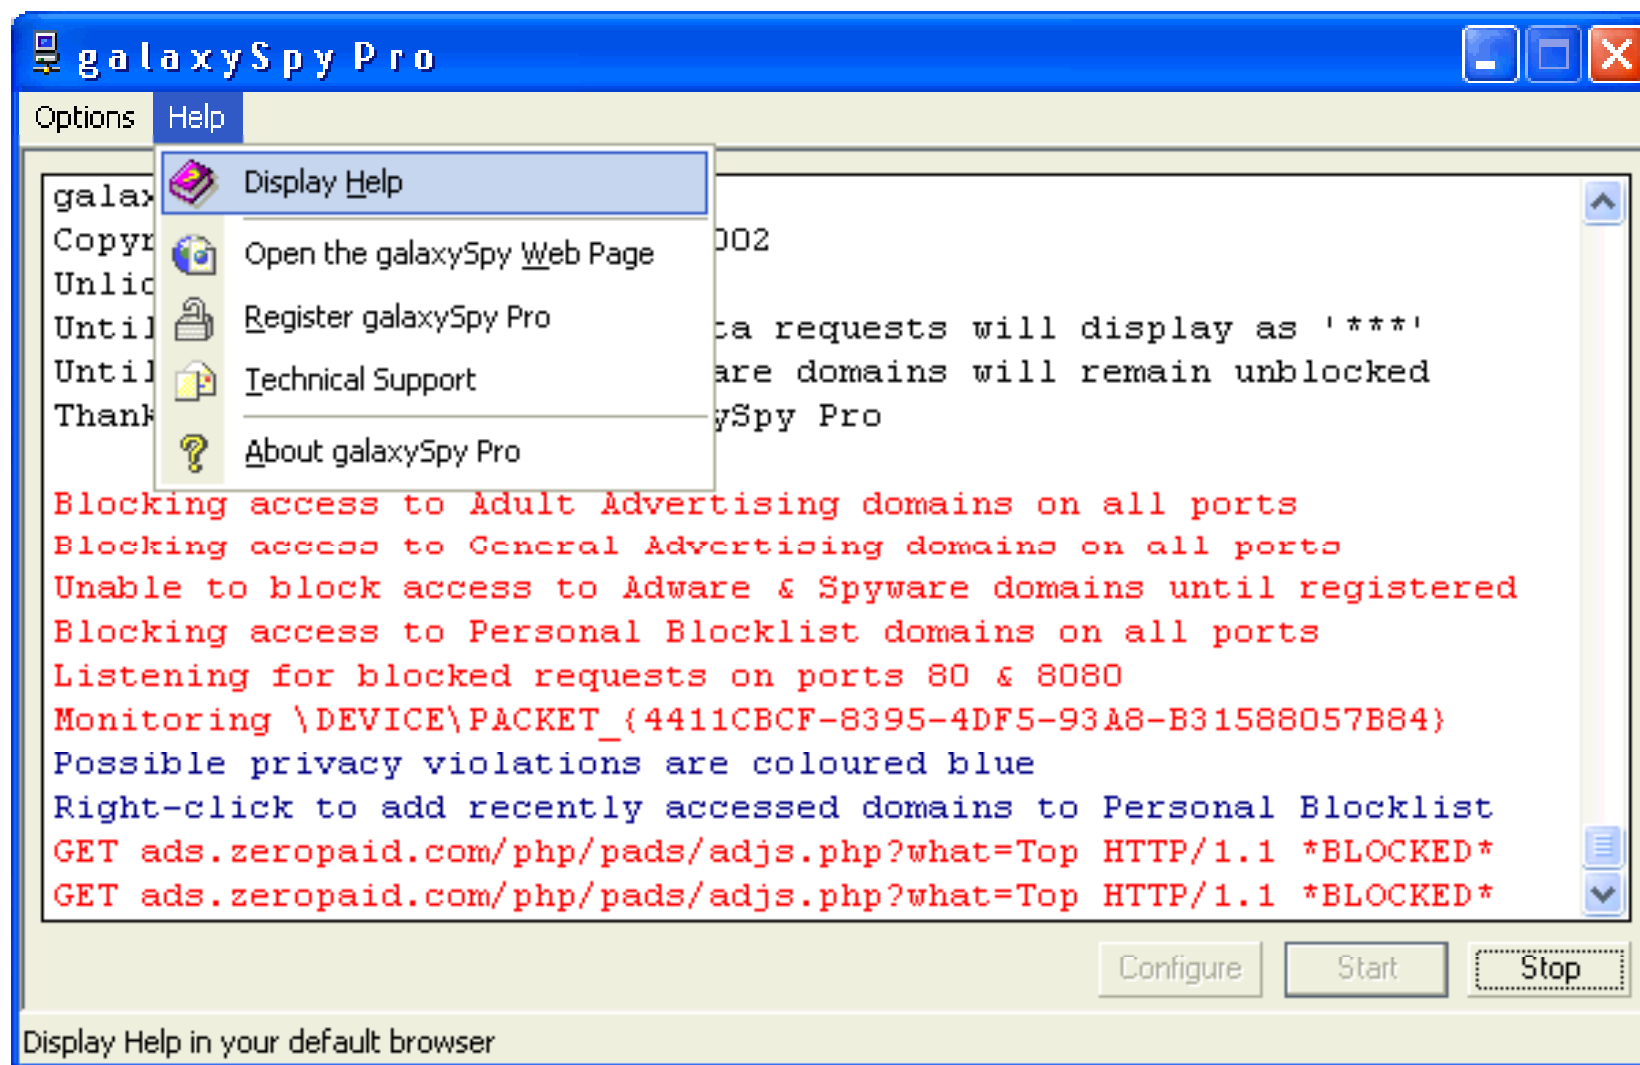 galaxySpy Pro
Options Help
Display Help
Open the galaxySpy Web Page
Register galaxySpy Pro
Technical Support
About galaxySpy Pro
002
requests will display as '***'
domains will remain unblocked
Pro
Blocking access to Adult Advertising domains on all ports
Blocking access to General Advertising domains on all ports
Unable to block access to Adware & Spyware domains until registered
Blocking access to Personal Blocklist domains on all ports
Listening for blocked requests on ports 80 & 8080
Monitoring \DEVICE\PACKET_{4411CBCF-8395-4DF5-93A8-B31588057B84}
Possible privacy violations are coloured blue
Right-click to add recently accessed domains to Personal Blocklist
GET ads.zeropaid.com/php/pads/adjs.php?what=Top HTTP/1.1 *BLOCKED*
GET ads.zeropaid.com/php/pads/adjs.php?what=Top HTTP/1.1 *BLOCKED*
Configure Start Stop
Display Help in your default browser